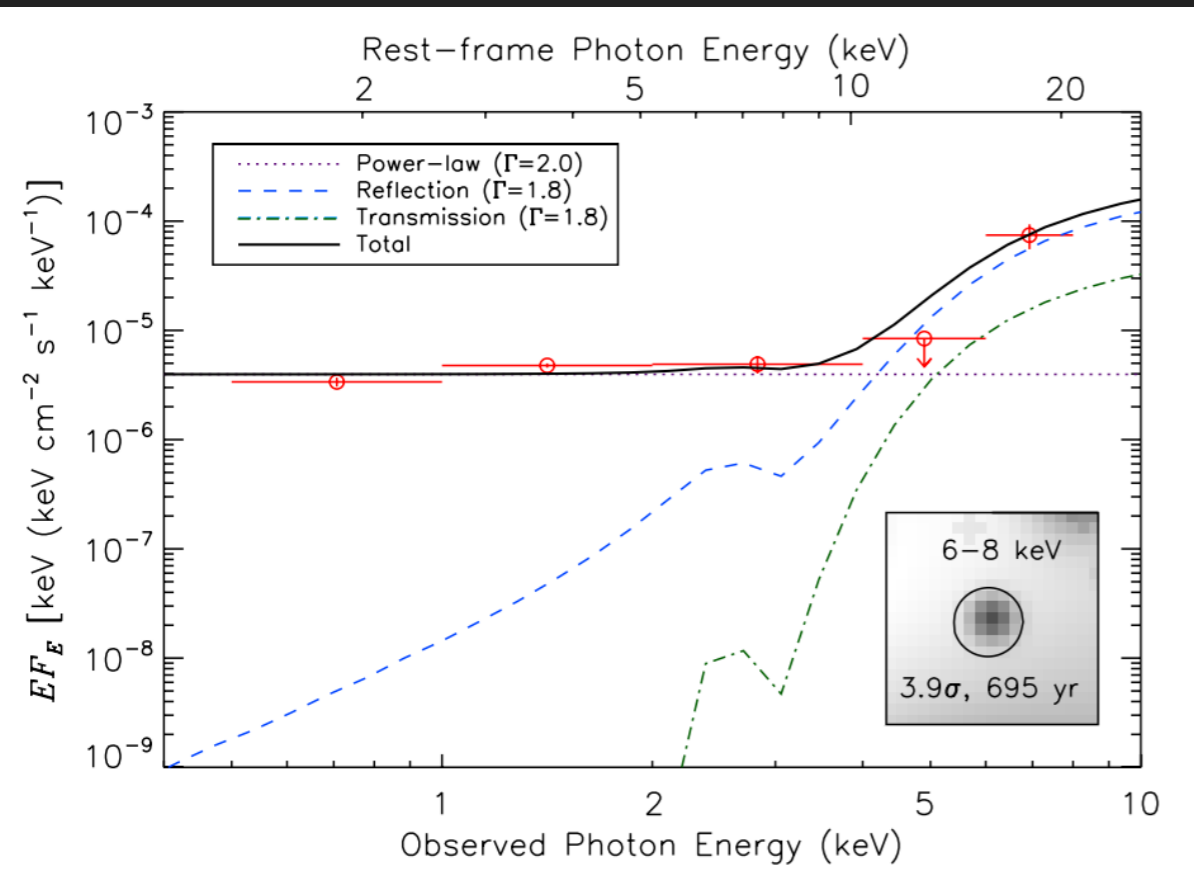 Rest-frame Photon Energy (keV)
2 5 10 20
10⁻³
10⁻⁴
10⁻⁵
10⁻⁶
10⁻⁷
10⁻⁸
10⁻⁹
EF_E [keV (keV cm⁻² s⁻¹ keV⁻¹)]
Power-law (Γ=2.0)
Reflection (Γ=1.8)
Transmission (Γ=1.8)
Total
6-8 keV
3.9σ, 695 yr
1 2 5 10
Observed Photon Energy (keV)